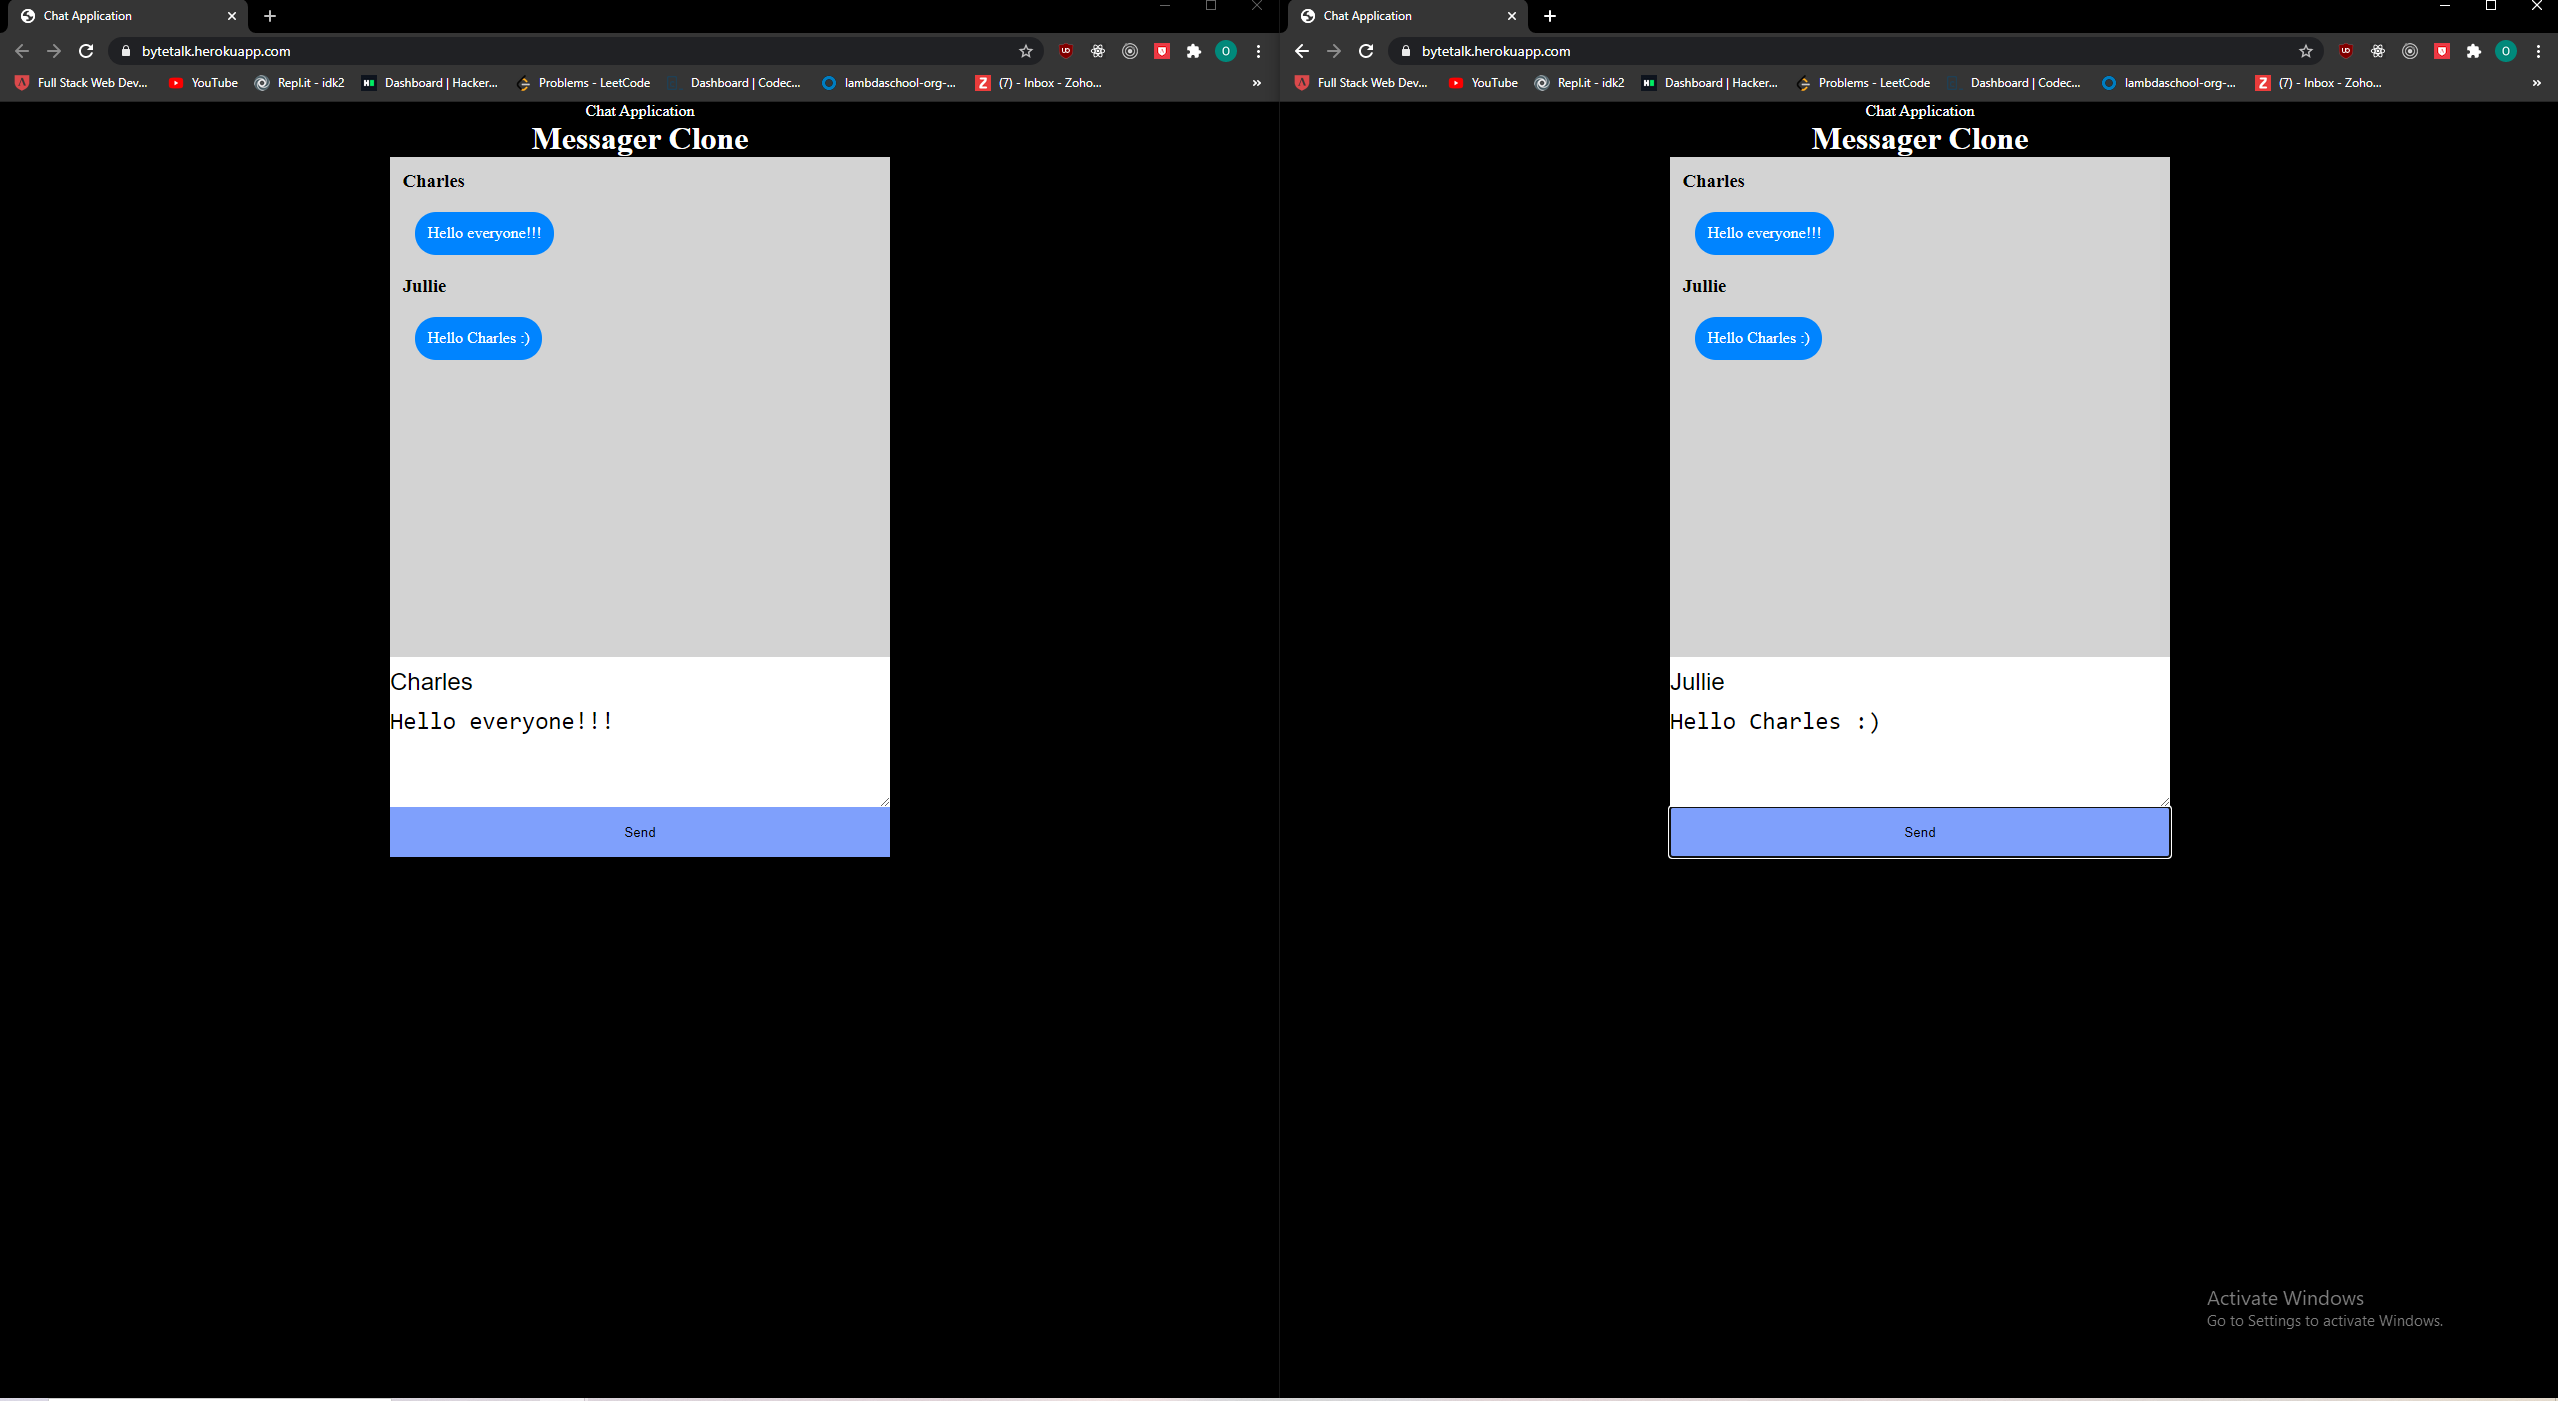 Chat Application
bytetalk.herokuapp.com
Full Stack Web Dev... YouTube Repl.it - idk2 Dashboard | Hacker... Problems - LeetCode Dashboard | Codec... lambdaschool-org-... (7) - Inbox - Zoho... »
Chat Application
Messager Clone
Charles
Hello everyone!!!
Jullie
Hello Charles :)
Charles
Hello everyone!!!
Send
Chat Application
bytetalk.herokuapp.com
Full Stack Web Dev... YouTube Repl.it - idk2 Dashboard | Hacker... Problems - LeetCode Dashboard | Codec... lambdaschool-org-... (7) - Inbox - Zoho... »
Chat Application
Messager Clone
Charles
Hello everyone!!!
Jullie
Hello Charles :)
Jullie
Hello Charles :)
Send
Activate Windows
Go to Settings to activate Windows.